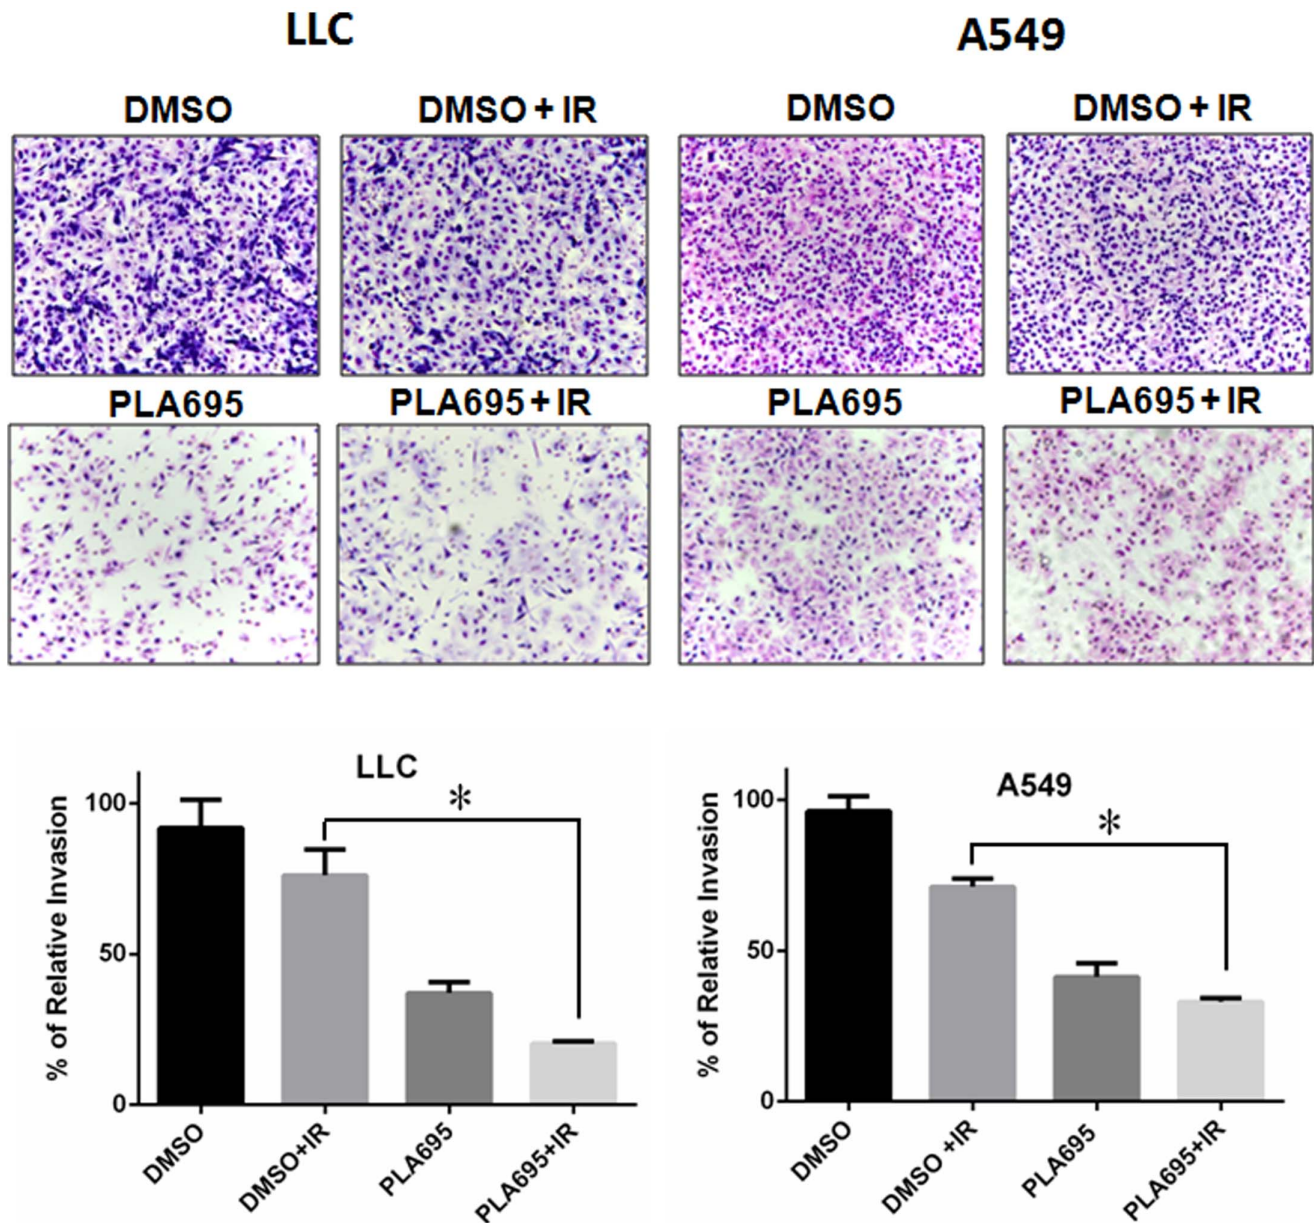 LLC
A549
DMSO
DMSO + IR
DMSO
DMSO + IR
PLA695
PLA695 + IR
PLA695
PLA695 + IR
LLC
*
% of Relative Invasion
100
50
0
DMSO
DMSO+IR
PLA695
PLA695+IR
A549
*
% of Relative Invasion
100
50
0
DMSO
DMSO +IR
PLA695
PLA695+IR